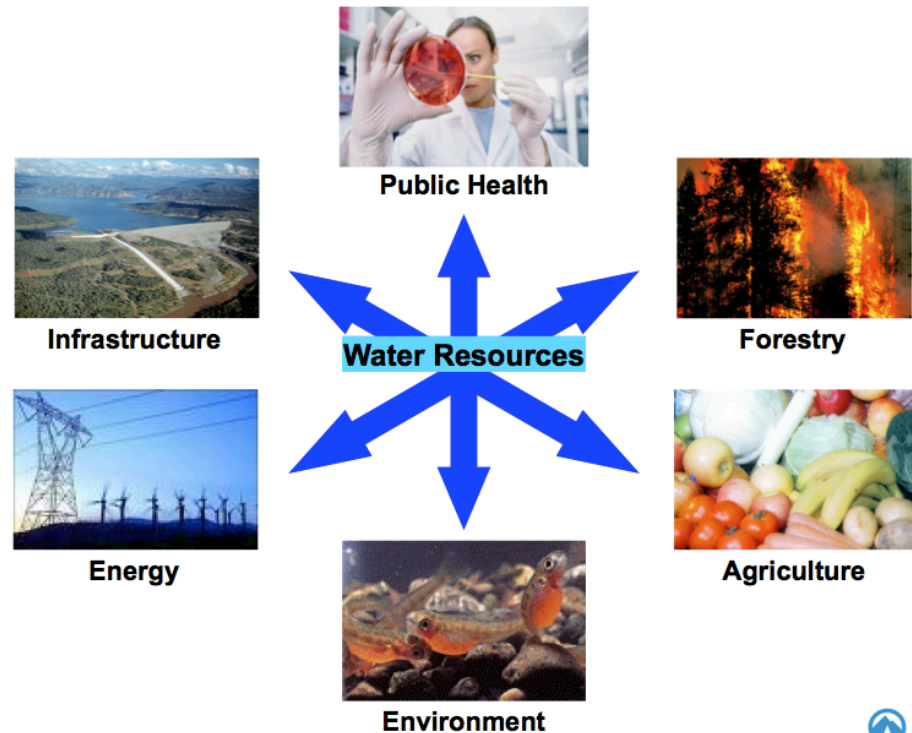 Public Health
Infrastructure
Forestry
Water Resources
Energy
Agriculture
Environment